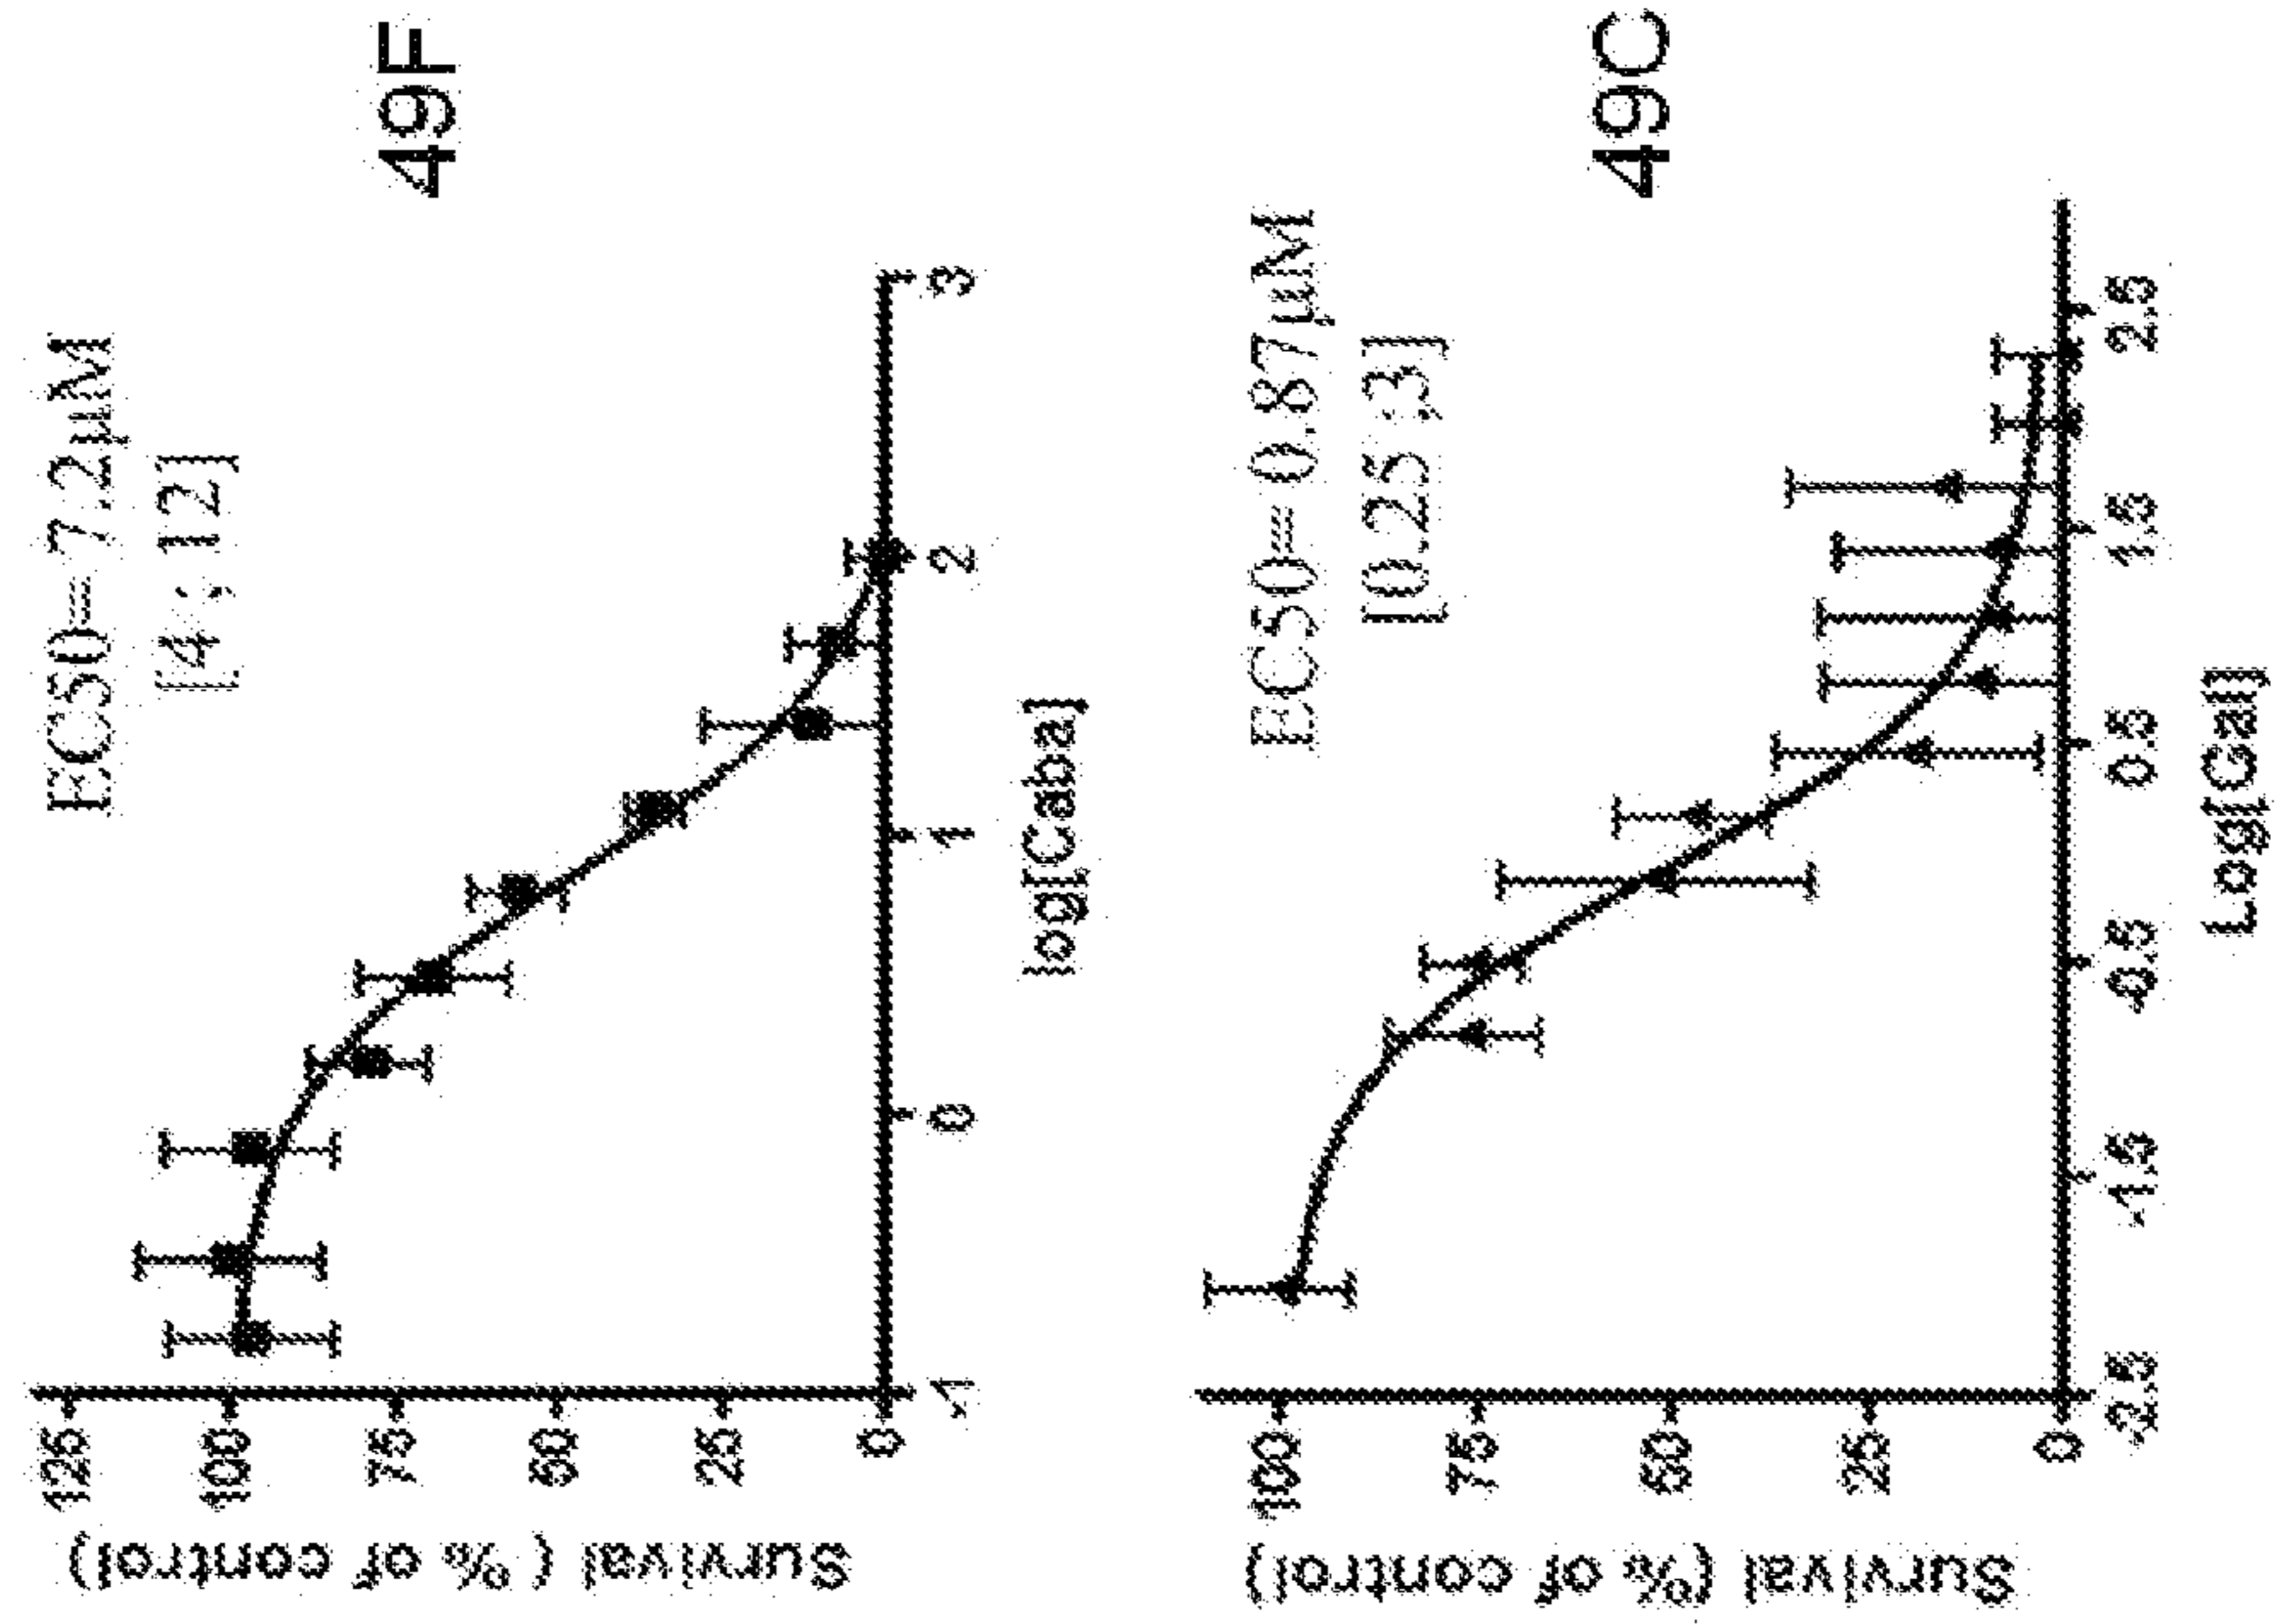 Survival (% of control)
100
75
50
25
0
-2.5 -1.5 -0.5 0.5 1.5 2.5
Log[Gal]
EC50= 0.87µM
[0.25 ;3]
49C
Survival ( % of control)
125
100
75
50
25
0
-1 0 1 2 3
log[Caba]
EC50= 7.2µM
[4 ; 12]
49F